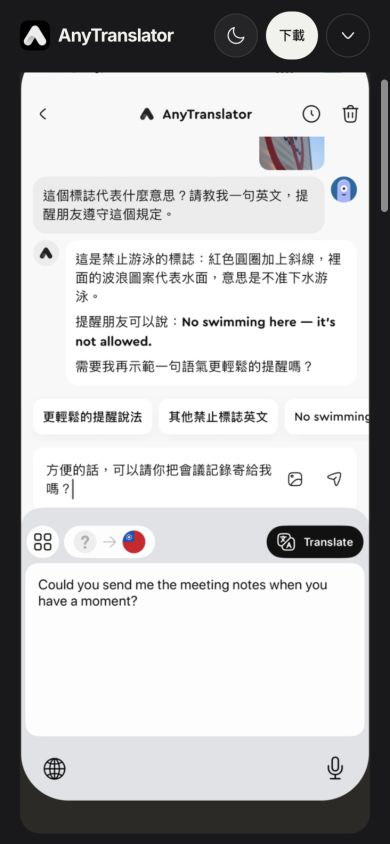 AnyTranslator
下載
AnyTranslator
這個標誌代表什麼意思？請教我一句英文，提
醒朋友遵守這個規定。
這是禁止游泳的標誌：紅色圓圈加上斜線，裡
面的波浪圖案代表水面，意思是不准下水游
泳。
提醒朋友可以說：No swimming here — it's
not allowed.
需要我再示範一句語氣更輕鬆的提醒嗎？
更輕鬆的提醒說法
其他禁止標誌英文
No swimming
方便的話，可以請你把會議記錄寄給我
嗎？
?
Translate
Could you send me the meeting notes when you
have a moment?